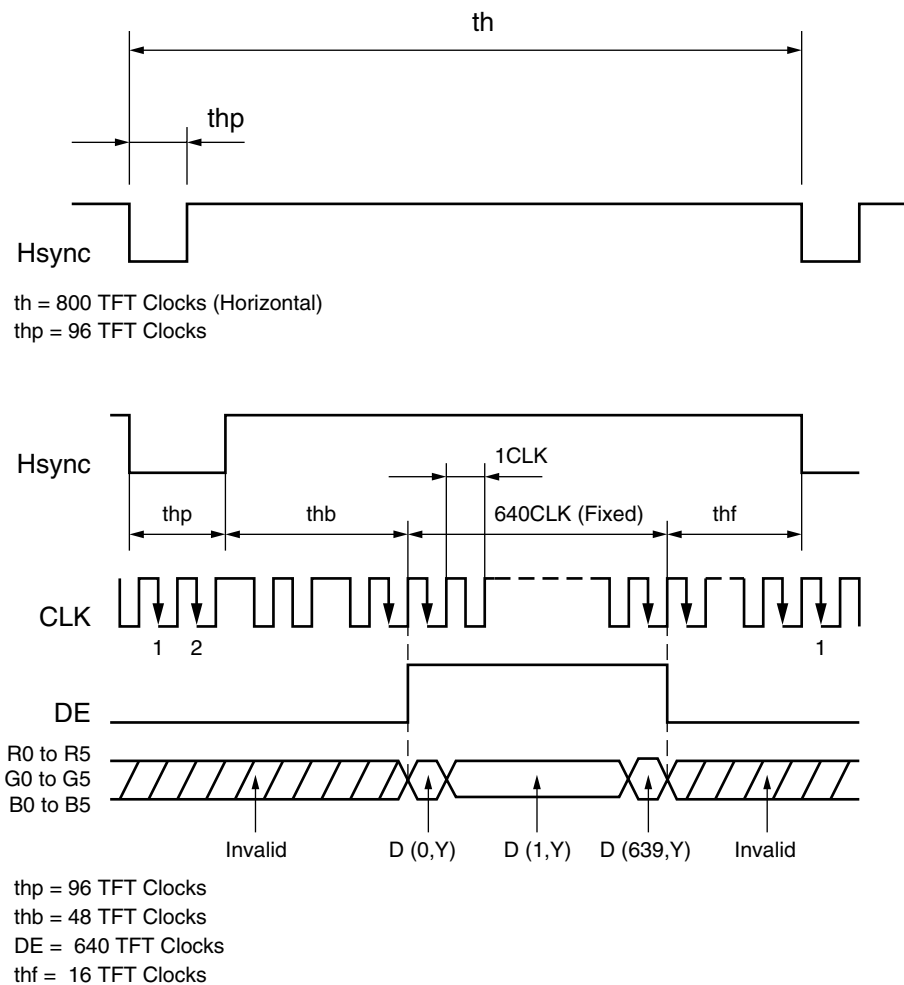 th
thp
Hsync
th = 800 TFT Clocks (Horizontal)
thp = 96 TFT Clocks
Hsync
1CLK
thp
thb
640CLK (Fixed)
thf
CLK
1 2 1
DE
R0 to R5
G0 to G5
B0 to B5
Invalid D (0,Y) D (1,Y) D (639,Y) Invalid
thp = 96 TFT Clocks
thb = 48 TFT Clocks
DE = 640 TFT Clocks
thf = 16 TFT Clocks